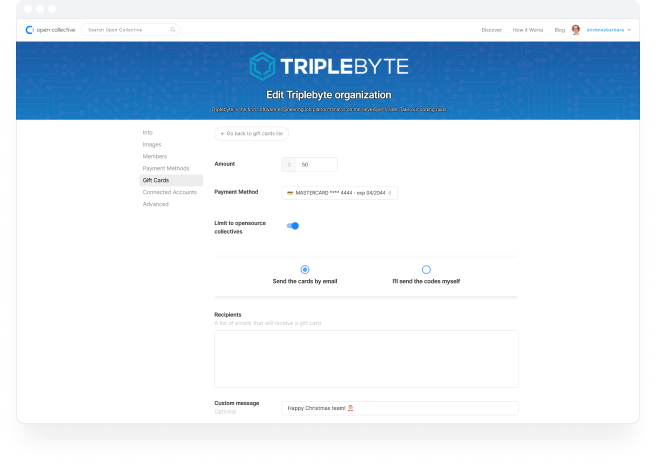 open collective
Search Open Collective
Discover
How it Works
Blog
TRIPLEBYTE
Edit Triplebyte organization
Triplebyte is the first software engineering job platform on the developer's side. Take our coding quiz!
Info
Images
Members
Payment Methods
Gift Cards
Connected Accounts
Advanced
← Go back to gift cards list
Amount
$ 50
Payment Method
MASTERCARD **** 4444 - exp 04/2044
Limit to opensource
collectives
Send the cards by email
I'll send the codes myself
Recipients
A list of emails that will receive a gift card
Custom message
Optional
Happy Christmas team!